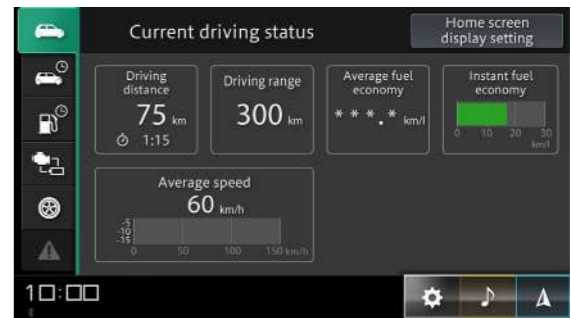 Current driving status
Home screen
display setting
Driving
distance
75 km
1:15
Driving range
300 km
Average fuel
economy
***.* km/l
Instant fuel
economy
0 10 20 30
km/l
Average speed
60 km/h
-5
-10
-15
0 50 100 150 km/h
1□:□□